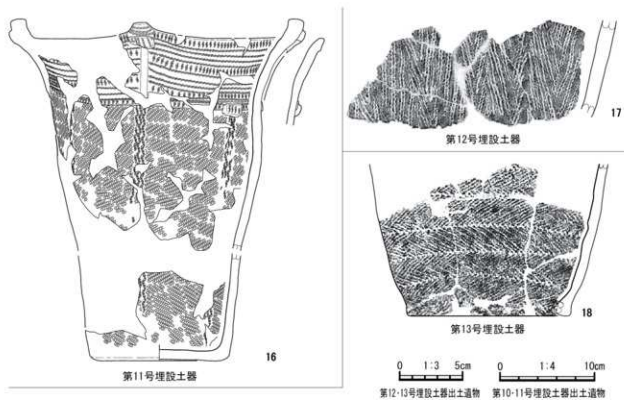 16
第11号埋設土器
17
第12号埋設土器
18
第13号埋設土器
0 1:3 5cm
第12・13号埋設土器出土遺物
0 1:4 10cm
第10・11号埋設土器出土遺物